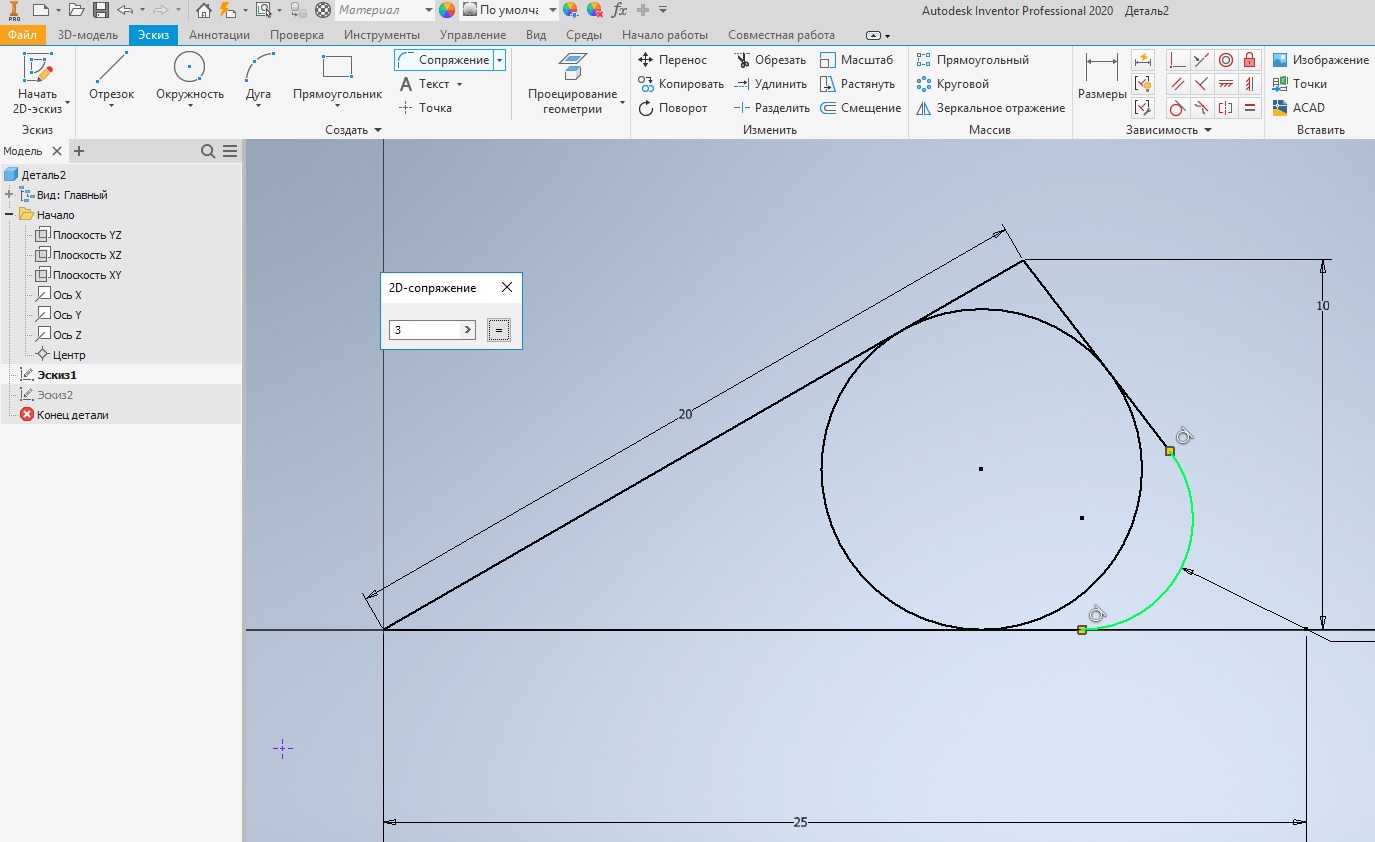 PRO
Материал
По умолча
fx
Autodesk Inventor Professional 2020 Деталь2
Файл 3D-модель Эскиз Аннотации Проверка Инструменты Управление Вид Среды Начало работы Совместная работа
Начать
2D-эскиз
Эскиз
Отрезок
Окружность
Дуга
Прямоугольник
Сопряжение
Текст
Точка
Создать
Проецирование
геометрии
Перенос Обрезать Масштаб
Копировать Удлинить Растянуть
Поворот Разделить Смещение
Изменить
Прямоугольный
Круговой
Зеркальное отражение
Массив
Размеры
Зависимость
Изображение
Точки
ACAD
Вставить
Модель
Деталь2
Вид: Главный
Начало
Плоскость YZ
Плоскость XZ
Плоскость XY
Ось X
Ось Y
Ось Z
Центр
Эскиз1
Эскиз2
Конец детали
2D-сопряжение
3
=
10
20
25